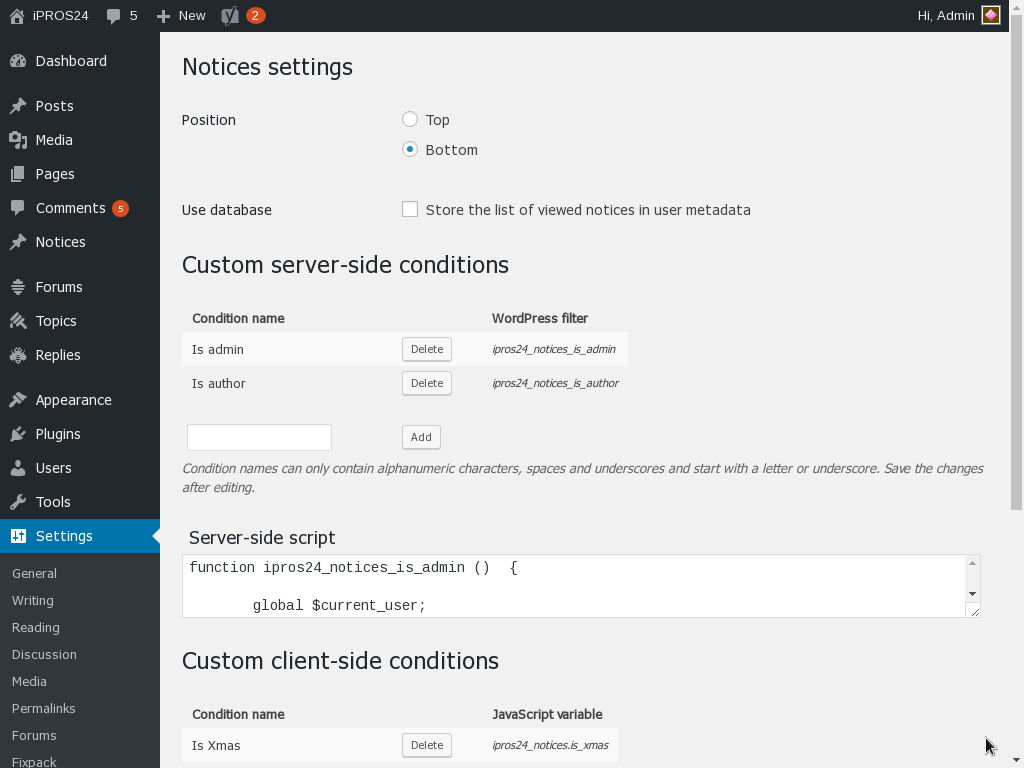 iPROS24 5 New 2 Hi, Admin
Dashboard
Posts
Media
Pages
Comments 5
Notices
Forums
Topics
Replies
Appearance
Plugins
Users
Tools
Settings
General
Writing
Reading
Discussion
Media
Permalinks
Forums
Fixpack
Notices settings
Position Top
Bottom
Use database Store the list of viewed notices in user metadata
Custom server-side conditions
Condition name WordPress filter
Is admin Delete ipros24_notices_is_admin
Is author Delete ipros24_notices_is_author
Add
Condition names can only contain alphanumeric characters, spaces and underscores and start with a letter or underscore. Save the changes
after editing.
Server-side script
function ipros24_notices_is_admin () {
global $current_user;
Custom client-side conditions
Condition name JavaScript variable
Is Xmas Delete ipros24_notices.is_xmas